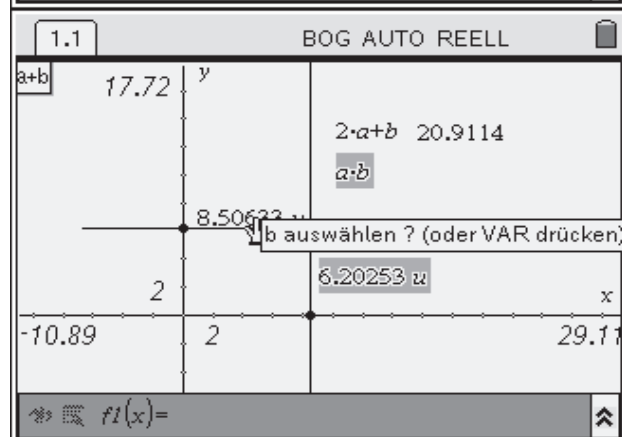 1.1 BOG AUTO REELL
a+b 17.72 y
2·a+b 20.9114
a·b
8.50633 u
b auswählen ? (oder VAR drücken)
6.20253 u
2 x
-10.89 2 29.11
f1(x)=